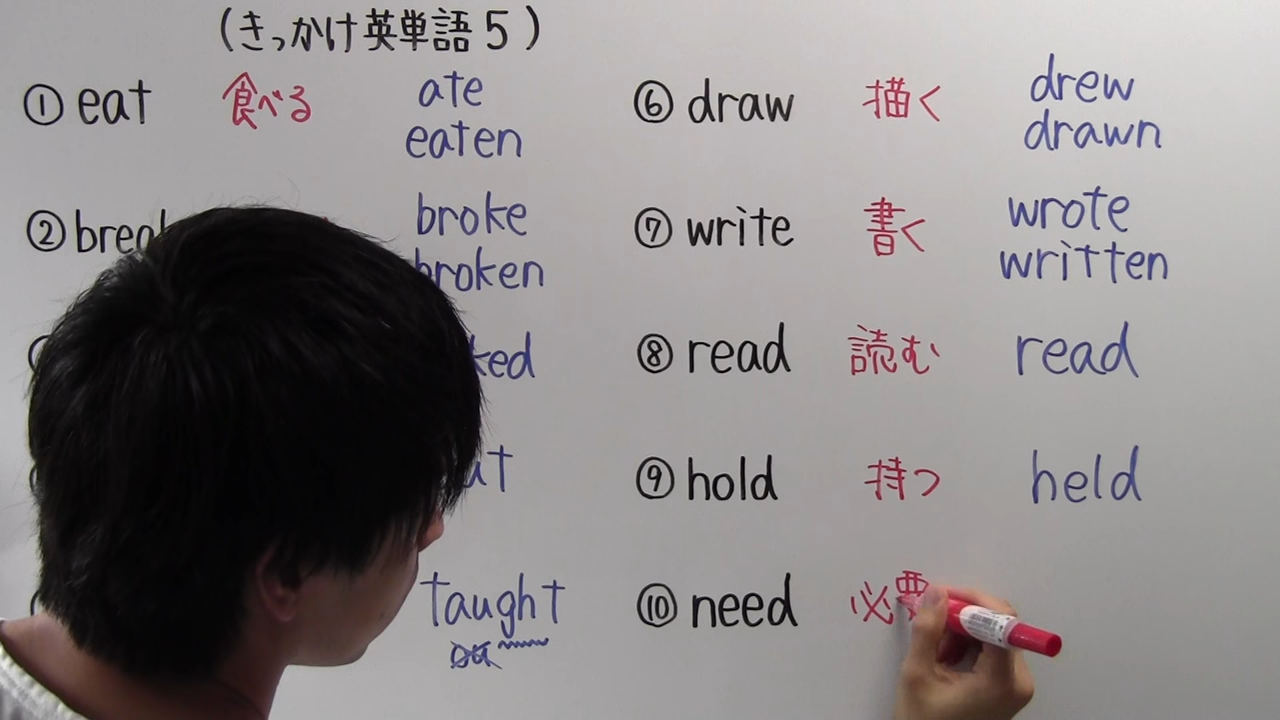 (きっかけ英単語5)
① eat 食べる ate
eaten
② brea broke
broken
ked
ut
taught
⑥ draw 描く drew
drawn
⑦ write 書く wrote
written
⑧ read 読む read
⑨ hold 持つ held
⑩ need 必要